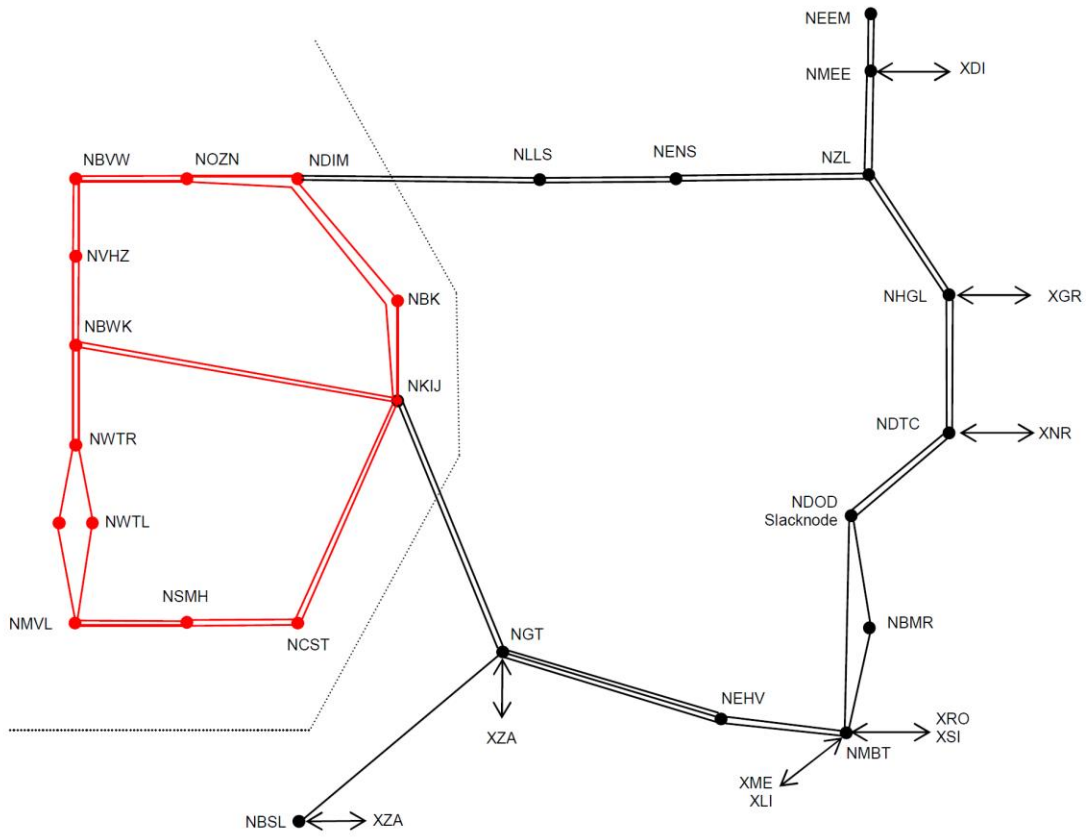 NEEM
NMEE
XDI
NBVW
NOZN
NDIM
NLLS
NENS
NZL
NVHZ
NBK
NHGL
XGR
NBWK
NKIJ
NWTR
NDTC
XNR
NDOD
Slacknode
NWTL
NSMH
NMVL
NCST
NGT
NBMR
NEHV
XZA
XRO
XSI
NMBT
XME
XLI
NBSL
XZA